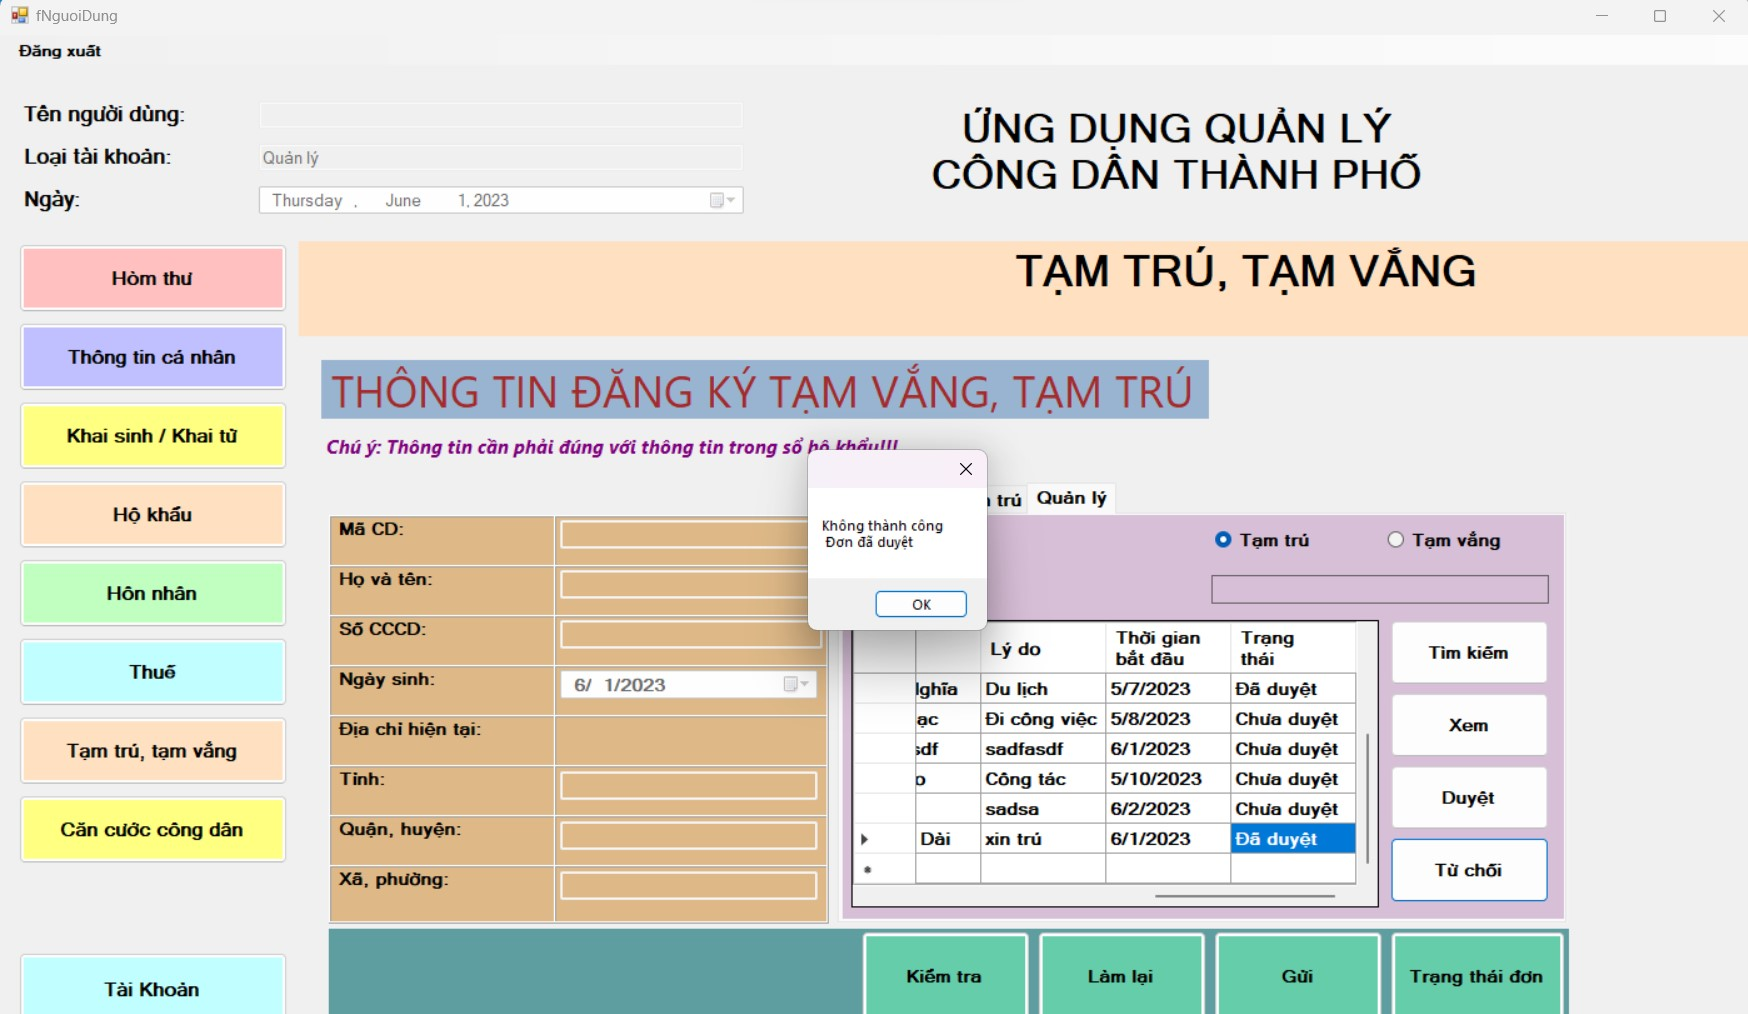 fNguoiDung
Đăng xuất
Tên người dùng:
Loại tài khoản:
Quản lý
Ngày:
Thursday , June 1, 2023
ỨNG DỤNG QUẢN LÝ
CÔNG DÂN THÀNH PHỐ
TẠM TRÚ, TẠM VẮNG
Hòm thư
Thông tin cá nhân
Khai sinh / Khai tử
Hộ khẩu
Hôn nhân
Thuế
Tạm trú, tạm vắng
Căn cước công dân
Tài Khoản
THÔNG TIN ĐĂNG KÝ TẠM VẮNG, TẠM TRÚ
Chú ý: Thông tin cần phải đúng với thông tin trong sổ hộ khẩu!!!
Mã CD:
Họ và tên:
Số CCCD:
Ngày sinh:
6/ 1/2023
Địa chỉ hiện tại:
Tỉnh:
Quận, huyện:
Xã, phường:
Không thành công
Đơn đã duyệt
OK
trú
Quản lý
Tạm trú
Tạm vắng
Lý do
Thời gian bắt đầu
Trạng thái
Du lịch 5/7/2023 Đã duyệt
Đi công việc 5/8/2023 Chưa duyệt
sadfasdf 6/1/2023 Chưa duyệt
Công tác 5/10/2023 Chưa duyệt
sadsa 6/2/2023 Chưa duyệt
Dài xin trú 6/1/2023 Đã duyệt
Tìm kiếm
Xem
Duyệt
Từ chối
Kiểm tra
Làm lại
Gửi
Trạng thái đơn